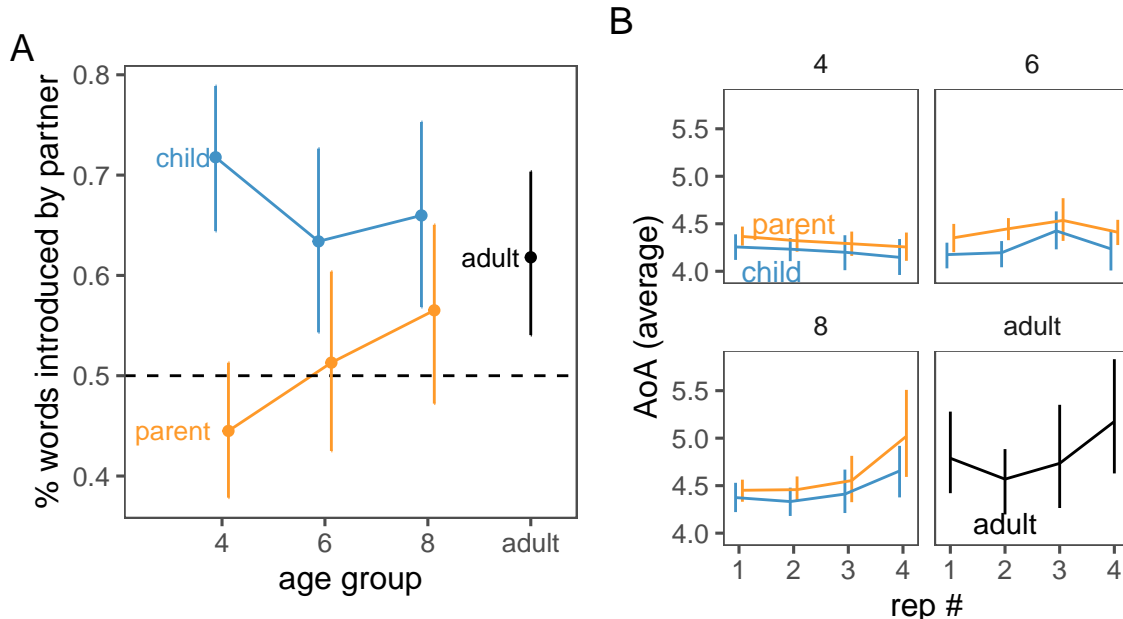 A
% words introduced by partner
0.8
0.7
0.6
0.5
0.4
child
parent
adult
4
6
8
adult
age group
B
AoA (average)
4
6
5.5
5.0
4.5
4.0
parent
child
8
adult
5.5
5.0
4.5
4.0
adult
1
2
3
4
1
2
3
4
rep #